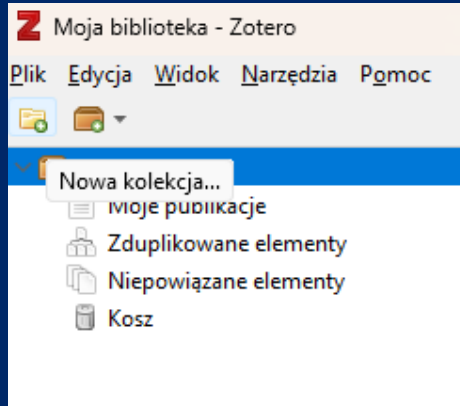 Moja biblioteka - Zotero
Plik Edycja Widok Narzędzia Pomoc
Nowa kolekcja...
Moje publikacje
Zduplikowane elementy
Niepowiązane elementy
Kosz